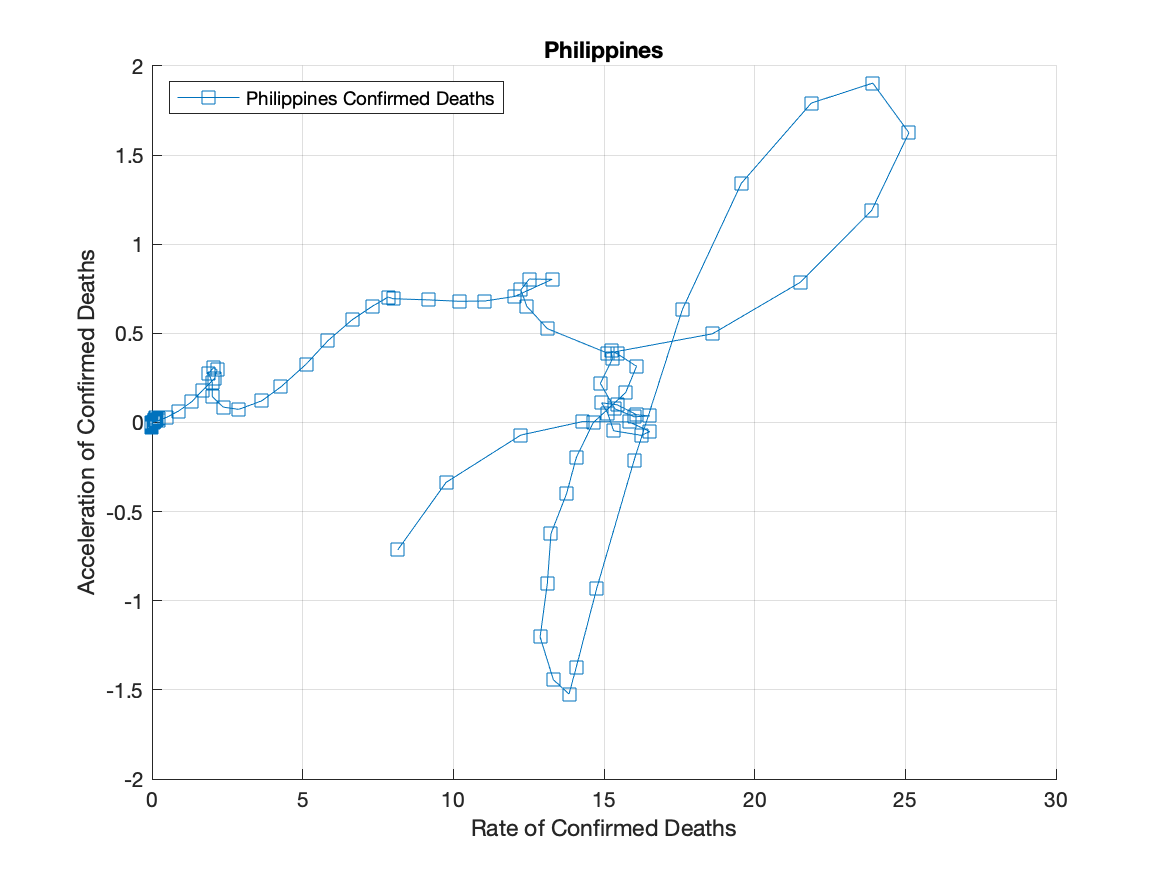 Philippines
Philippines Confirmed Deaths
2
1.5
1
0.5
0
-0.5
-1
-1.5
-2
Acceleration of Confirmed Deaths
0 5 10 15 20 25 30
Rate of Confirmed Deaths